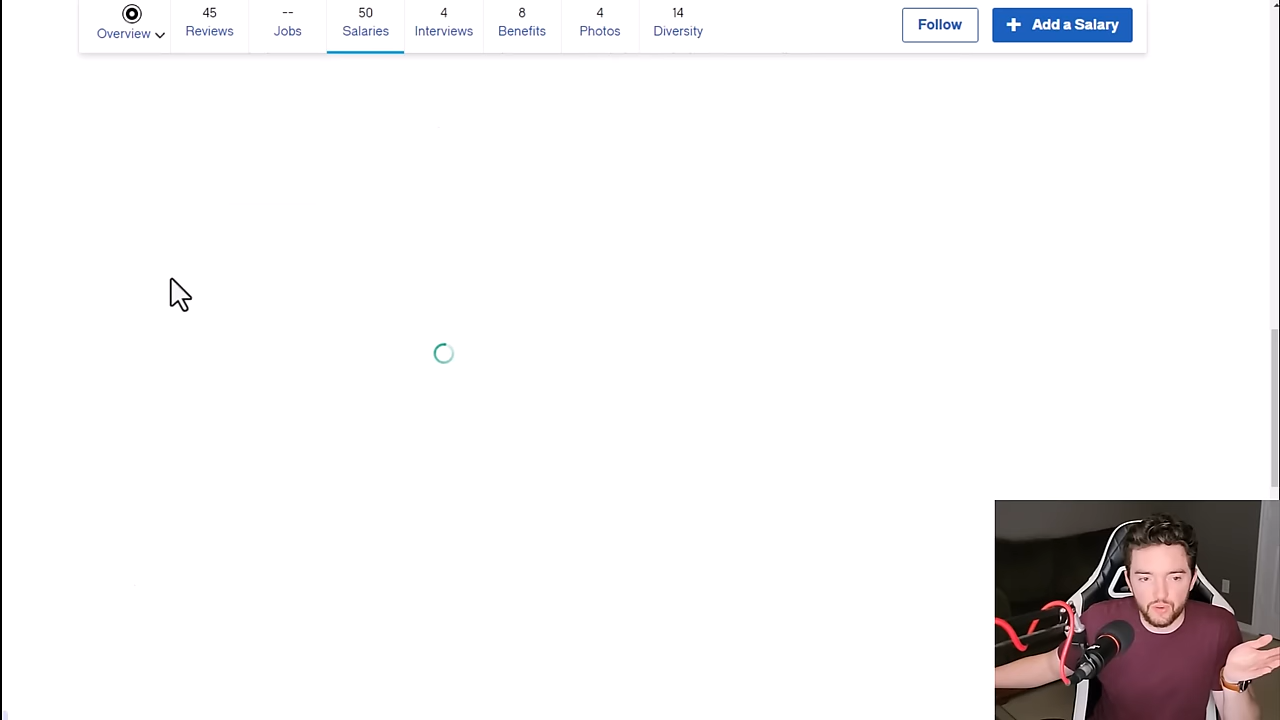 45 -- 50 4 8 4 14
Overview Reviews Jobs Salaries Interviews Benefits Photos Diversity
Follow
+ Add a Salary